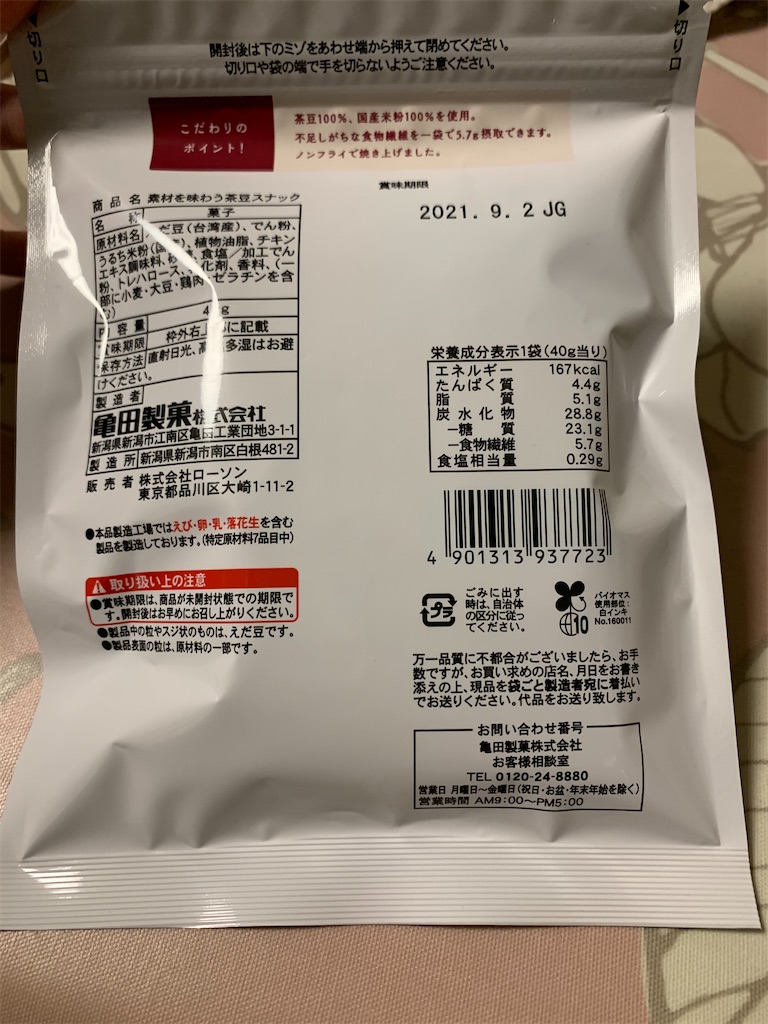 切り口
切り口
開封後は下のミゾをあわせ端から押えて閉めてください。
切り口や袋の端で手を切らないようご注意ください。
こだわりの
ポイント!
茶豆100%、国産米粉100%を使用。
不足しがちな食物繊維を一袋で5.7g摂取できます。
ノンフライで焼き上げました。
賞味期限
2021. 9. 2 JG
商品名 素材を味わう茶豆スナック
名 称 菓子
原材料名 だ豆(台湾産)、でん粉、
うるち米粉(国 )、植物油脂、チキン
エキス調味料、 食塩/加工でん
粉、トレハロース、 化剤、香料、(一
部に小麦・大豆・鶏肉・ゼラチンを含
む)
内容量 g
賞味期限 枠外右 に記載
保存方法 直射日光、高 多湿はお避
けください。
製造者
亀田製菓株式会社
新潟県新潟市江南区亀田工業団地3-1-1
製造所 新潟県新潟市南区白根481-2
販売者 株式会社ローソン
東京都品川区大崎1-11-2
●本品製造工場ではえび・卵・乳・落花生を含む
製品を製造しております。(特定原材料7品目中)
取り扱い上の注意
●賞味期限は、商品が未開封状態での期限で
す。開封後はお早めにお召し上がりください。
●製品中の粒やスジ状のものは、えだ豆です。
●製品表面の粒は、原材料の一部です。
栄養成分表示1袋(40g当り)
エネルギー 167kcal
たんぱく質 4.4g
脂質 5.1g
炭水化物 28.8g
−糖質 23.1g
−食物繊維 5.7g
食塩相当量 0.29g
4 901313 937723
プラ
ごみに出す
時は、自治体
の区分に従っ
てください。
10
バイオマス
使用部位:
白インキ
No.160011
万一品質に不都合がございましたら、お手
数ですが、お買い求めの店名、月日をお書き
添えの上、現品を袋ごと製造者宛に着払い
でお送りください。代品をお送り致します。
お問い合わせ番号
亀田製菓株式会社
お客様相談室
TEL 0120-24-8880
営業日 月曜日〜金曜日(祝日・お盆・年末年始を除く)
営業時間 AM9:00〜PM5:00